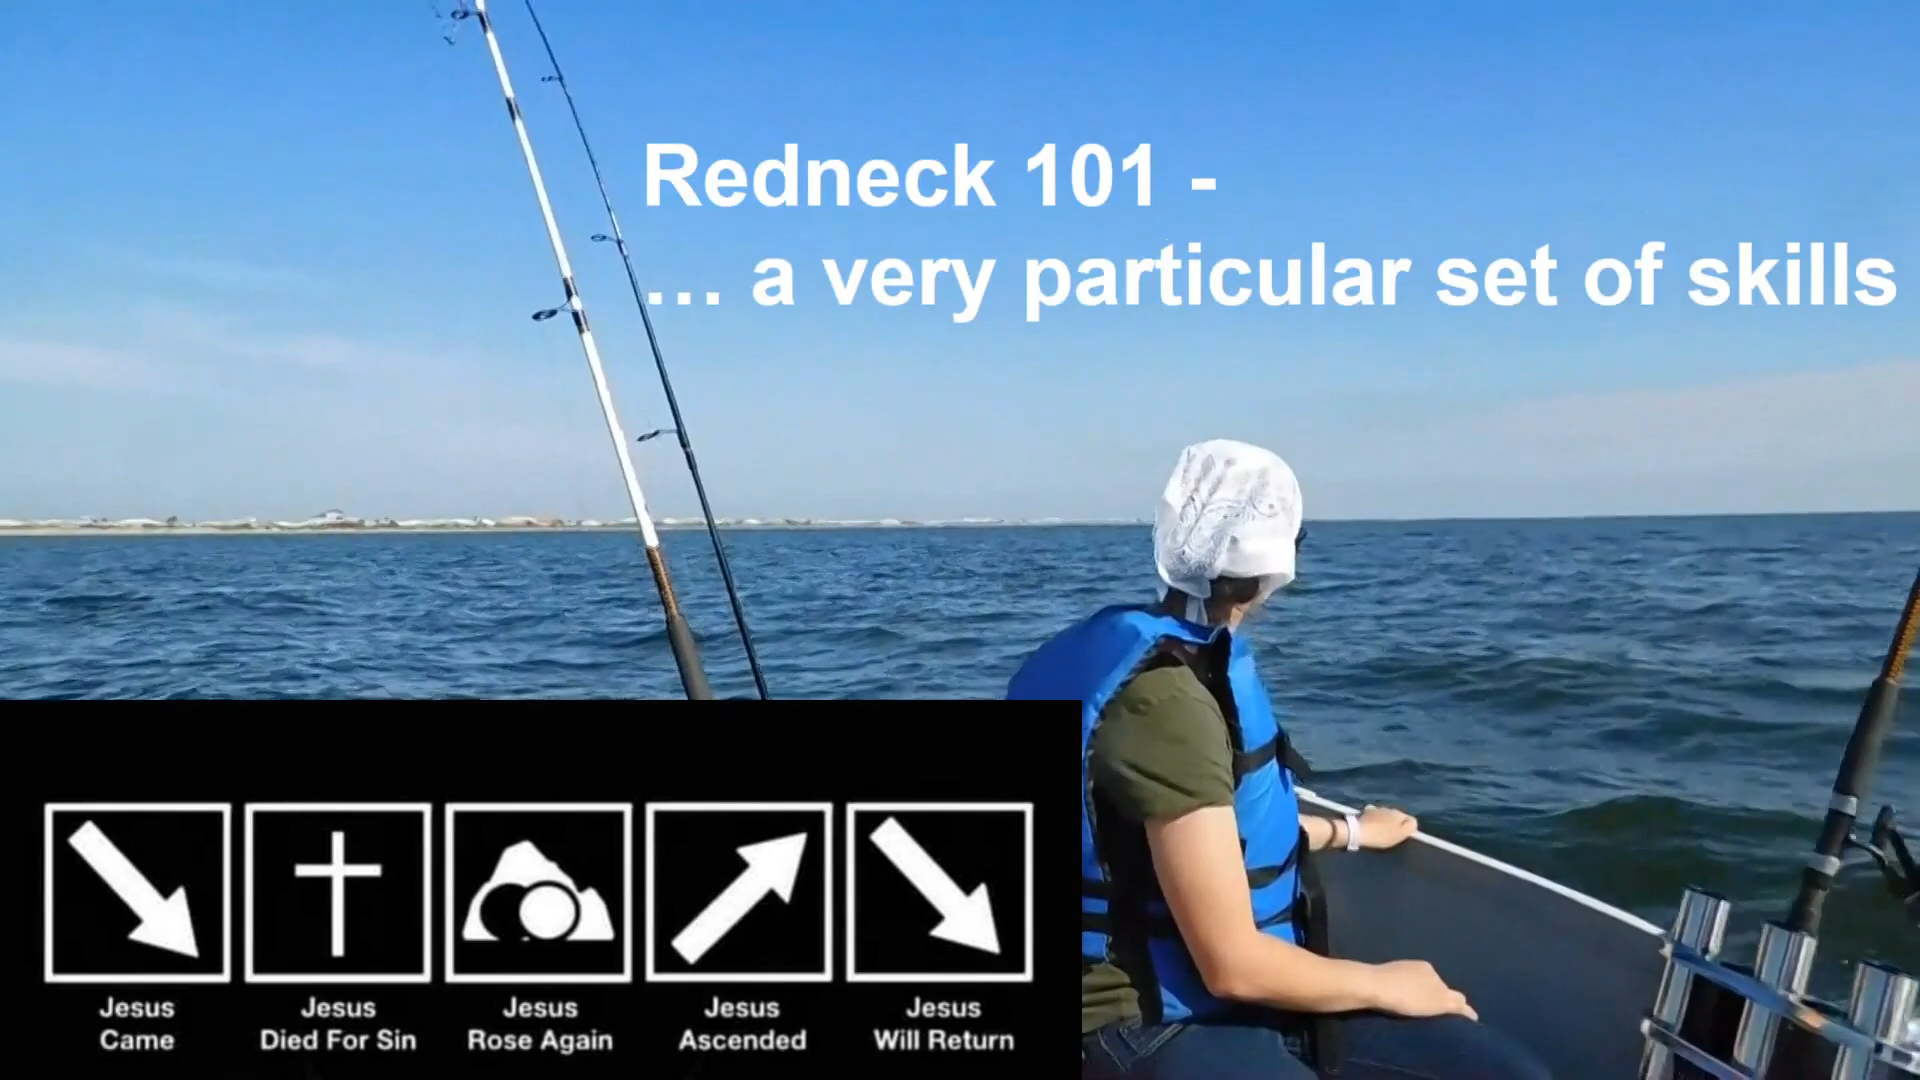 Redneck 101 -
... a very particular set of skills
Jesus
Came
Jesus
Died For Sin
Jesus
Rose Again
Jesus
Ascended
Jesus
Will Return